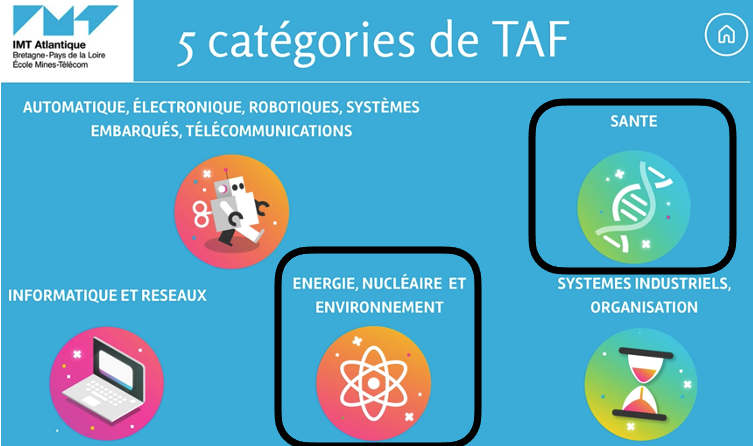 IMT Atlantique
Bretagne-Pays de la Loire
École Mines-Télécom
5 catégories de TAF
AUTOMATIQUE, ÉLECTRONIQUE, ROBOTIQUES, SYSTÈMES
EMBARQUÉS, TÉLÉCOMMUNICATIONS
SANTE
INFORMATIQUE ET RESEAUX
ENERGIE, NUCLÉAIRE ET
ENVIRONNEMENT
SYSTEMES INDUSTRIELS,
ORGANISATION